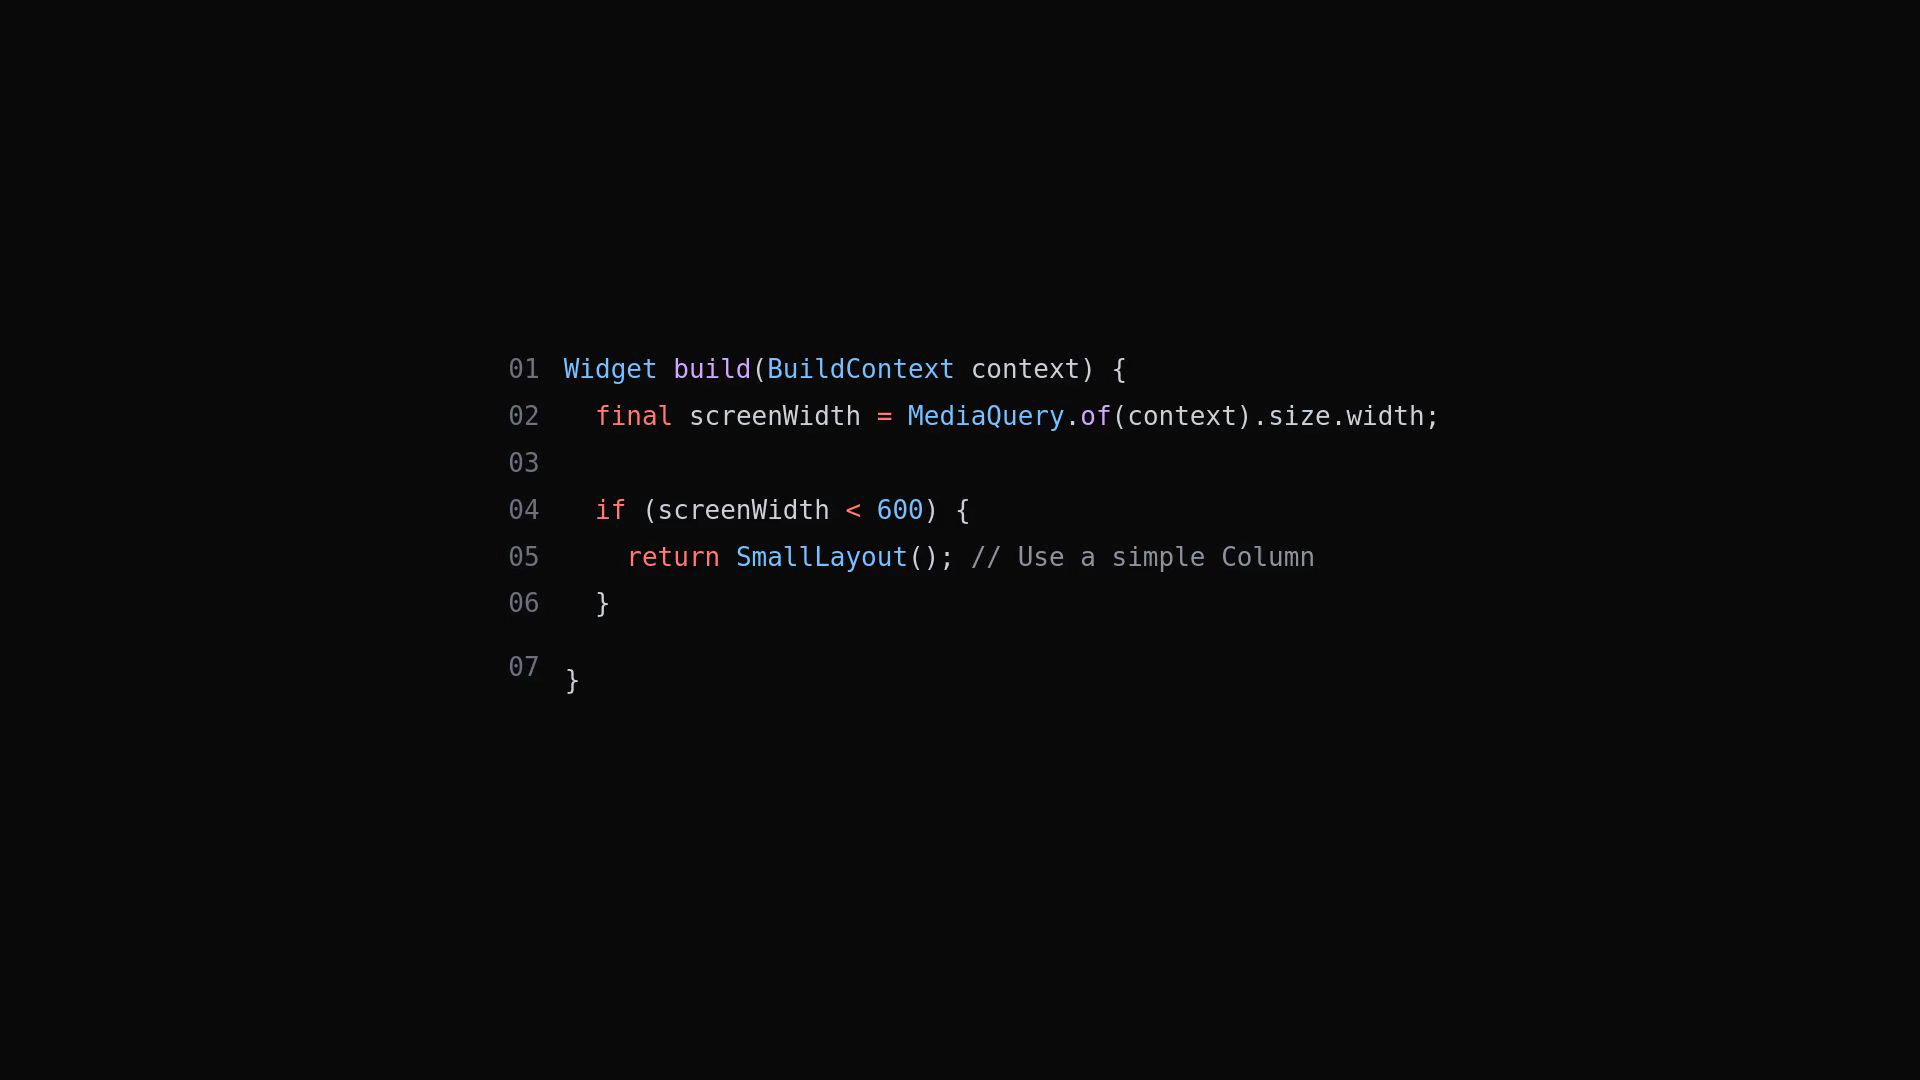 01 Widget build(BuildContext context) {
02   final screenWidth = MediaQuery.of(context).size.width;
03
04   if (screenWidth < 600) {
05     return SmallLayout(); // Use a simple Column
06   }
07 }